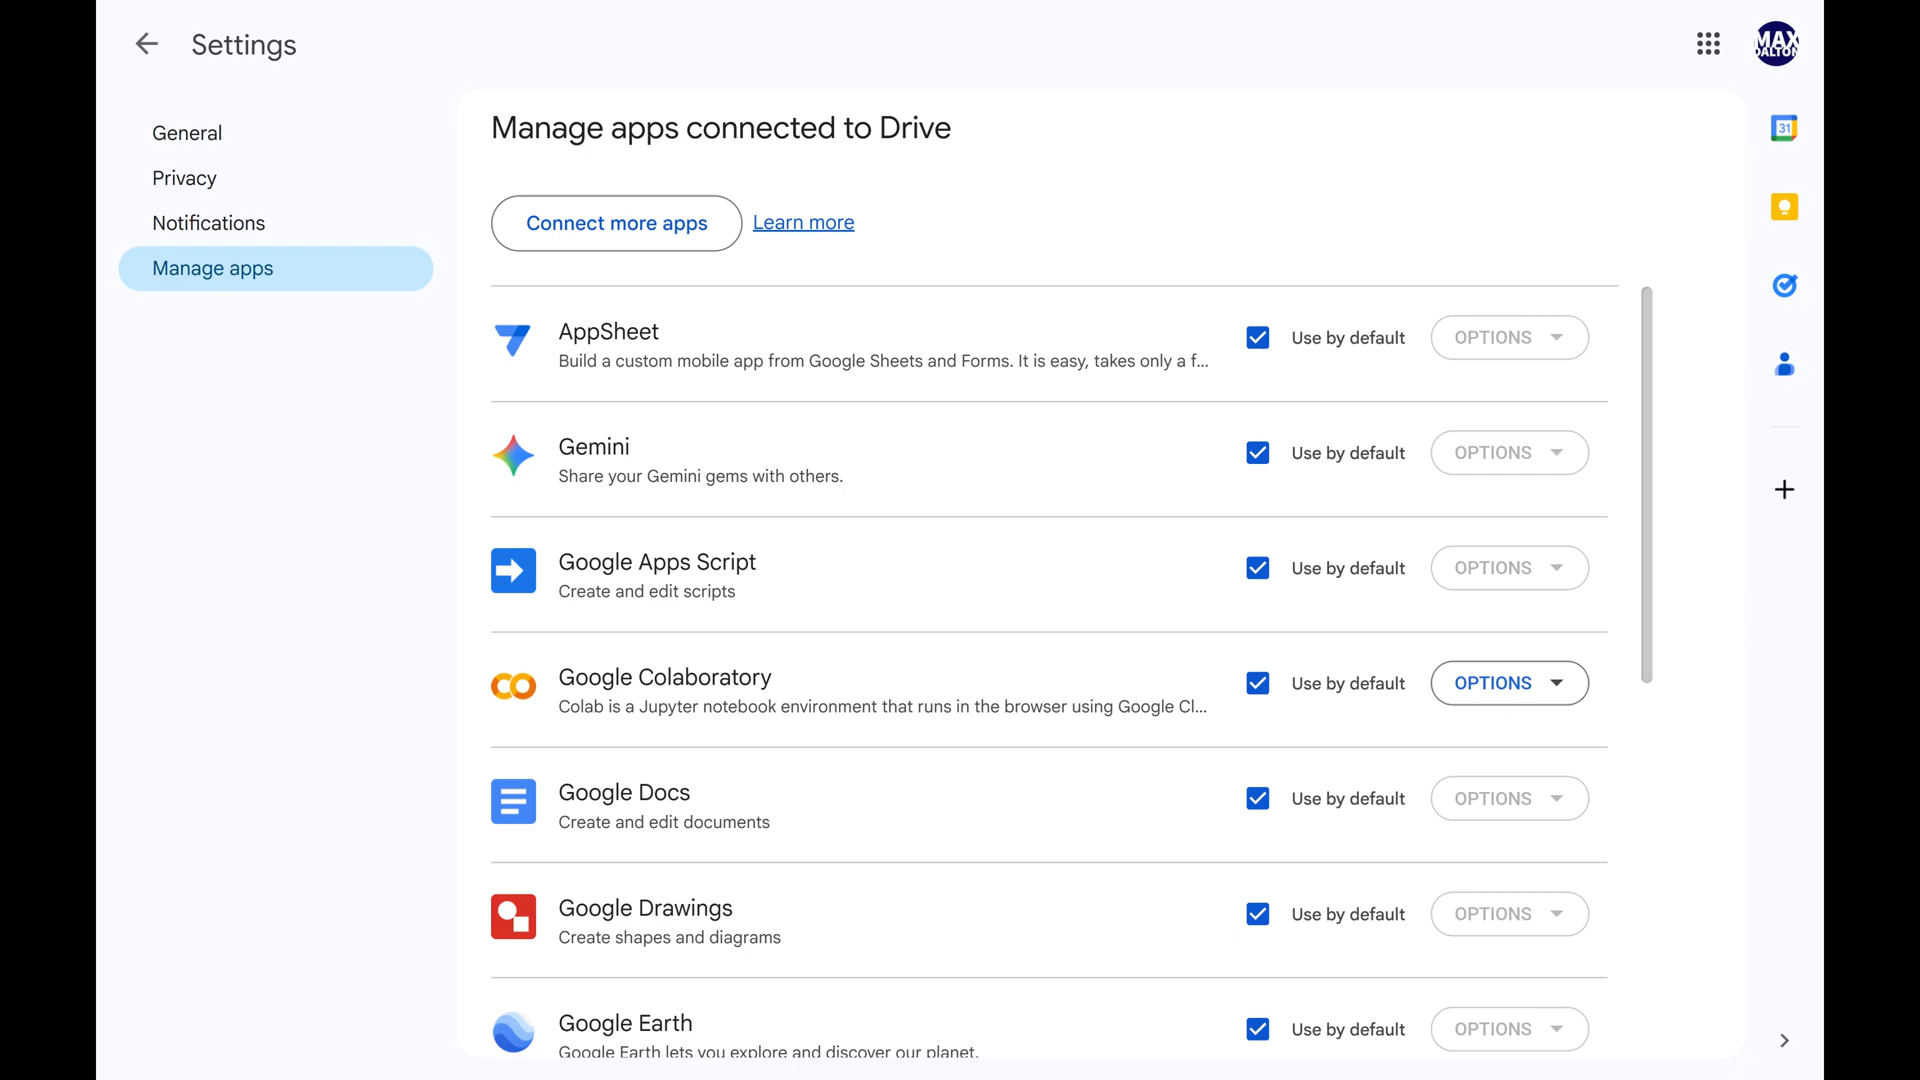 Settings
MAX
DALTON
General
Privacy
Notifications
Manage apps
Manage apps connected to Drive
Connect more apps
Learn more
31
AppSheet
Build a custom mobile app from Google Sheets and Forms. It is easy, takes only a f...
Use by default
OPTIONS
Gemini
Share your Gemini gems with others.
Use by default
OPTIONS
Google Apps Script
Create and edit scripts
Use by default
OPTIONS
Google Colaboratory
Colab is a Jupyter notebook environment that runs in the browser using Google Cl...
Use by default
OPTIONS
Google Docs
Create and edit documents
Use by default
OPTIONS
Google Drawings
Create shapes and diagrams
Use by default
OPTIONS
Google Earth
Google Earth lets you explore and discover our planet.
Use by default
OPTIONS